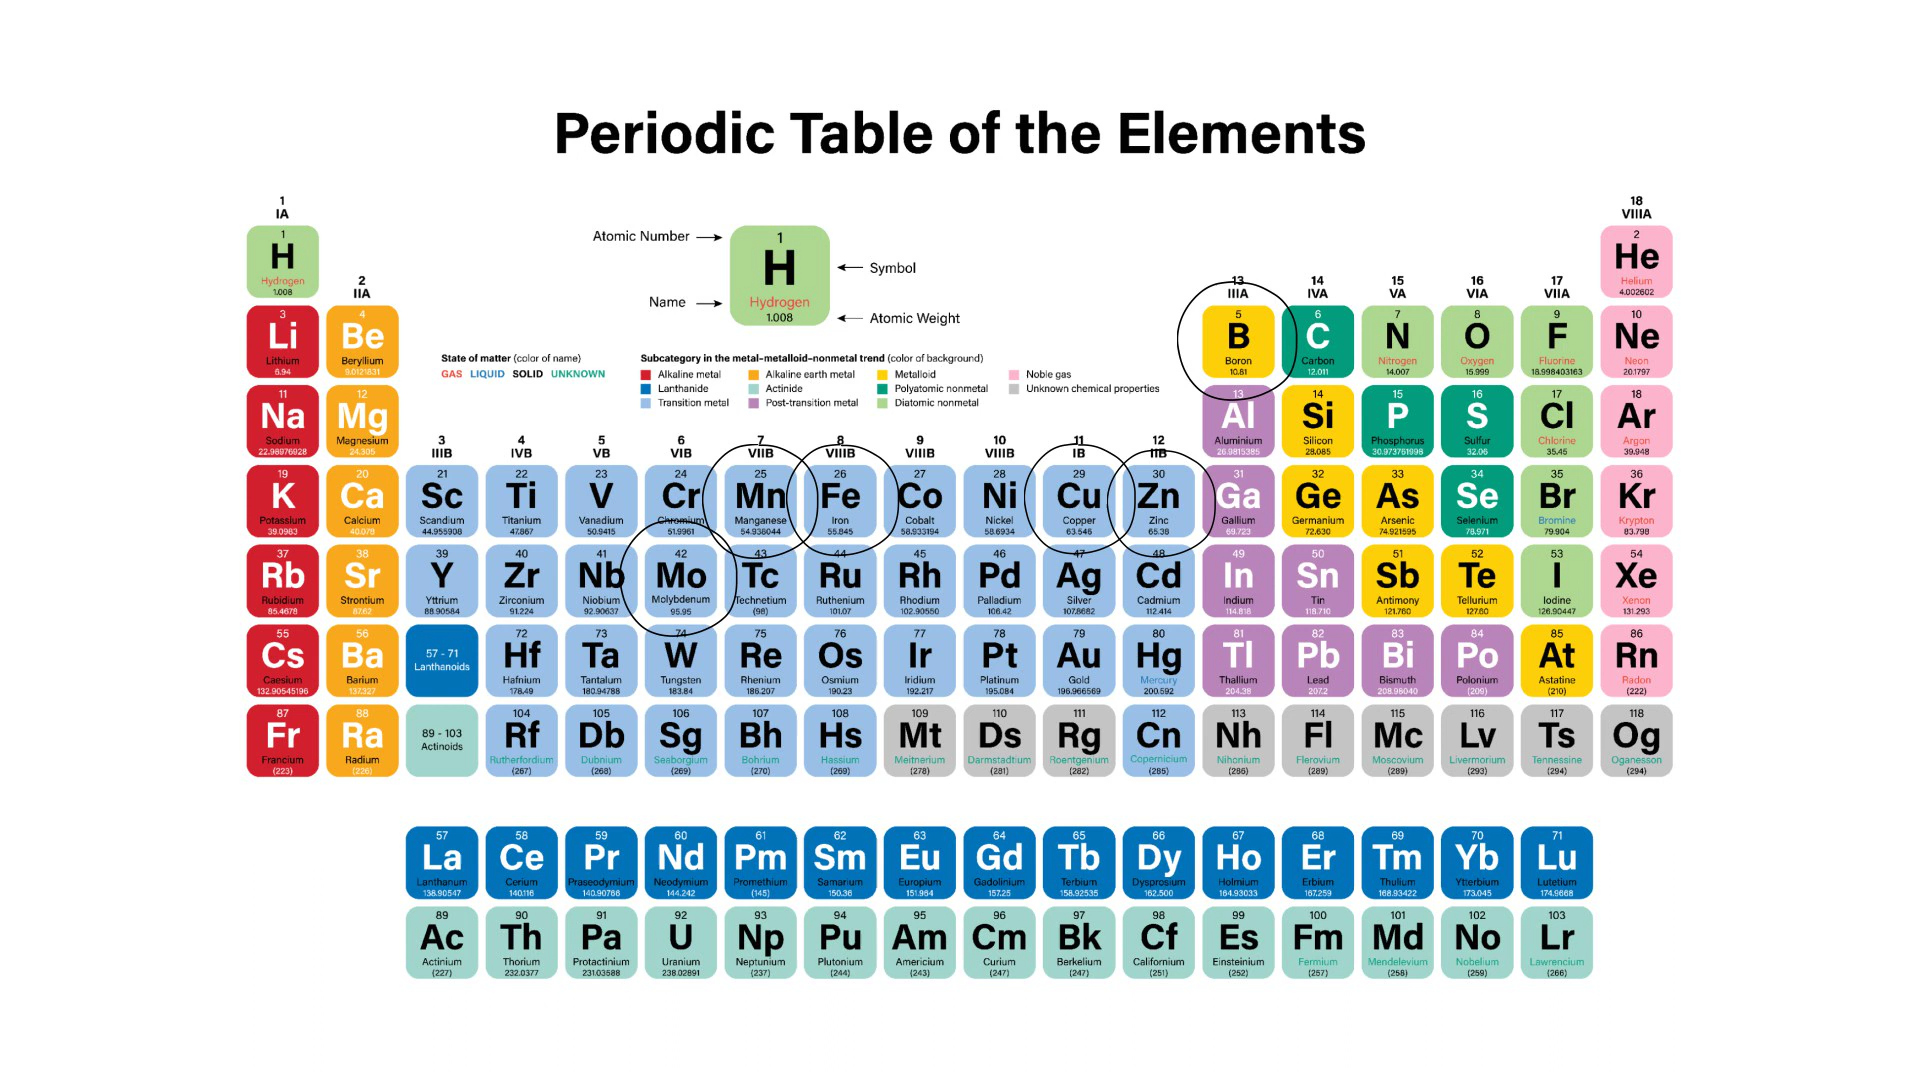 Periodic Table of the Elements
1
IA
18
VIIIA
1
H
Hydrogen
1.008
2
He
Helium
4.002602
Atomic Number
Name
1
H
Hydrogen
1.008
Symbol
Atomic Weight
2
IIA
13
IIIA
14
IVA
15
VA
16
VIA
17
VIIA
3 4 5 6 7 8 9 10
Li Be B C N O F Ne
Lithium Beryllium Boron Carbon Nitrogen Oxygen Fluorine Neon
6.94 9.0121831 10.81 12.011 14.007 15.999 18.998403163 20.1797
State of matter (color of name)
GAS LIQUID SOLID UNKNOWN
Subcategory in the metal–metalloid–nonmetal trend (color of background)
Alkaline metal Alkaline earth metal Metalloid Noble gas
Lanthanide Actinide Polyatomic nonmetal Unknown chemical properties
Transition metal Post-transition metal Diatomic nonmetal
11 12 13 14 15 16 17 18
Na Mg Al Si P S Cl Ar
Sodium Magnesium Aluminium Silicon Phosphorus Sulfur Chlorine Argon
22.98976928 24.305 26.9815385 28.085 30.973761998 32.06 35.45 39.948
3 4 5 6 7 8 9 10 11 12
IIIB IVB VB VIB VIIB VIIIB VIIIB VIIIB IB IIB
19 20 21 22 23 24 25 26 27 28 29 30 31 32 33 34 35 36
K Ca Sc Ti V Cr Mn Fe Co Ni Cu Zn Ga Ge As Se Br Kr
Potassium Calcium Scandium Titanium Vanadium Chromium Manganese Iron Cobalt Nickel Copper Zinc Gallium Germanium Arsenic Selenium Bromine Krypton
39.0983 40.078 44.955908 47.867 50.9415 51.9961 54.938044 55.845 58.933194 58.6934 63.546 65.38 69.723 72.630 74.921595 78.971 79.904 83.798
37 38 39 40 41 42 43 44 45 46 47 48 49 50 51 52 53 54
Rb Sr Y Zr Nb Mo Tc Ru Rh Pd Ag Cd In Sn Sb Te I Xe
Rubidium Strontium Yttrium Zirconium Niobium Molybdenum Technetium Ruthenium Rhodium Palladium Silver Cadmium Indium Tin Antimony Tellurium Iodine Xenon
85.4678 87.62 88.90584 91.224 92.90637 95.95 (98) 101.07 102.90550 106.42 107.8682 112.414 114.818 118.710 121.760 127.60 126.90447 131.293
55 56 57 - 71 72 73 74 75 76 77 78 79 80 81 82 83 84 85 86
Cs Ba Lanthanoids Hf Ta W Re Os Ir Pt Au Hg Tl Pb Bi Po At Rn
Caesium Barium Hafnium Tantalum Tungsten Rhenium Osmium Iridium Platinum Gold Mercury Thallium Lead Bismuth Polonium Astatine Radon
132.90545196 137.327 178.49 180.94788 183.84 186.207 190.23 192.217 195.084 196.966569 200.592 204.38 207.2 208.98040 (209) (210) (222)
87 88 89 - 103 104 105 106 107 108 109 110 111 112 113 114 115 116 117 118
Fr Ra Actinoids Rf Db Sg Bh Hs Mt Ds Rg Cn Nh Fl Mc Lv Ts Og
Francium Radium Rutherfordium Dubnium Seaborgium Bohrium Hassium Meitnerium Darmstadtium Roentgenium Copernicium Nihonium Flerovium Moscovium Livermorium Tennessine Oganesson
(223) (226) (267) (268) (269) (270) (269) (278) (281) (282) (285) (286) (289) (289) (293) (294) (294)
57 58 59 60 61 62 63 64 65 66 67 68 69 70 71
La Ce Pr Nd Pm Sm Eu Gd Tb Dy Ho Er Tm Yb Lu
Lanthanum Cerium Praseodymium Neodymium Promethium Samarium Europium Gadolinium Terbium Dysprosium Holmium Erbium Thulium Ytterbium Lutetium
138.90547 140.116 140.90766 144.242 (145) 150.36 151.964 157.25 158.92535 162.500 164.93033 167.259 168.93422 173.045 174.9668
89 90 91 92 93 94 95 96 97 98 99 100 101 102 103
Ac Th Pa U Np Pu Am Cm Bk Cf Es Fm Md No Lr
Actinium Thorium Protactinium Uranium Neptunium Plutonium Americium Curium Berkelium Californium Einsteinium Fermium Mendelevium Nobelium Lawrencium
(227) 232.0377 231.03588 238.02891 (237) (244) (243) (247) (247) (251) (252) (257) (258) (259) (266)